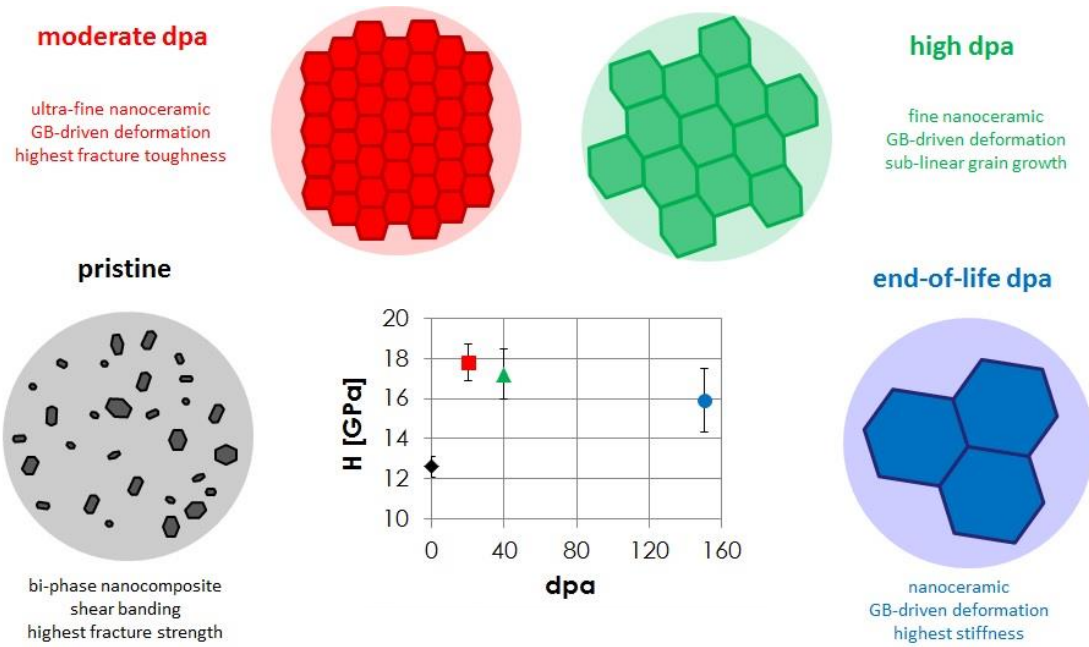 moderate dpa
ultra-fine nanoceramic
GB-driven deformation
highest fracture toughness
high dpa
fine nanoceramic
GB-driven deformation
sub-linear grain growth
pristine
bi-phase nanocomposite
shear banding
highest fracture strength
H [GPa]
20
18
16
14
12
10
0 40 80 120 160
dpa
end-of-life dpa
nanoceramic
GB-driven deformation
highest stiffness